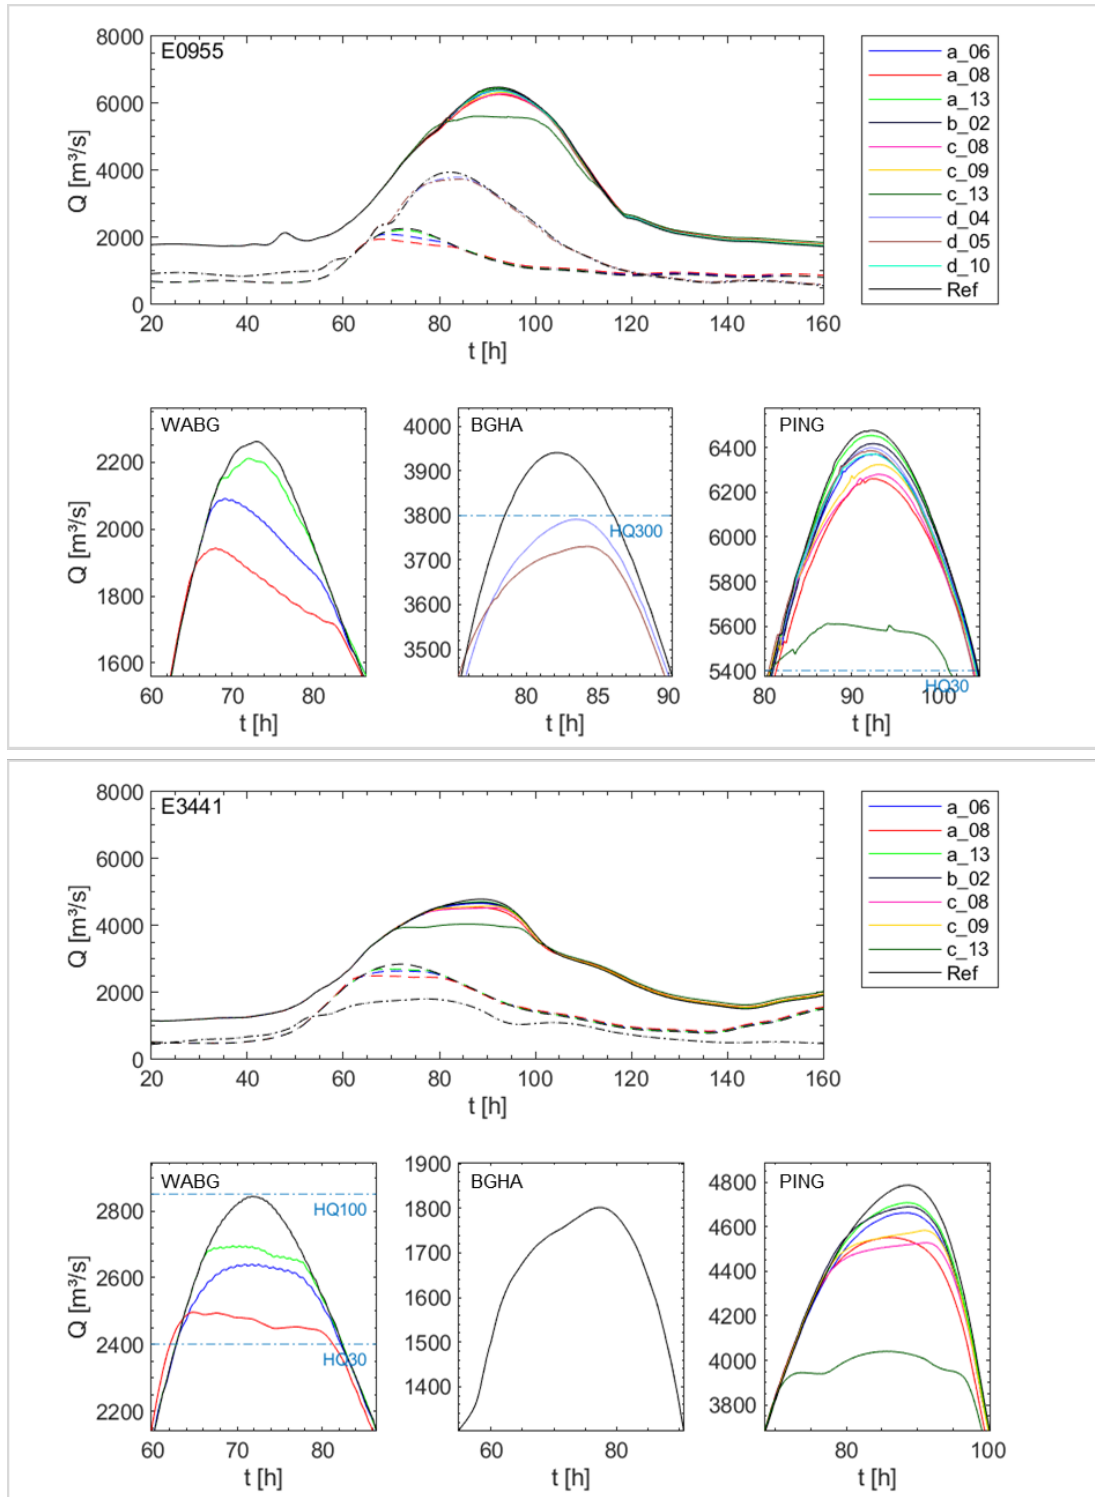 E0955
Q [m³/s]
8000
6000
4000
2000
0
20 40 60 80 100 120 140 160
t [h]
a_06
a_08
a_13
b_02
c_08
c_09
c_13
d_04
d_05
d_10
Ref
WABG
Q [m³/s]
2200
2000
1800
1600
60 70 80
t [h]
BGHA
4000
3900
3800
3700
3600
3500
HQ300
80 85 90
t [h]
PING
6400
6200
6000
5800
5600
5400
HQ30
80 90 100
t [h]
E3441
Q [m³/s]
8000
6000
4000
2000
0
20 40 60 80 100 120 140 160
t [h]
a_06
a_08
a_13
b_02
c_08
c_09
c_13
Ref
WABG
Q [m³/s]
2800
2600
2400
2200
HQ100
HQ30
60 70 80
t [h]
BGHA
1900
1800
1700
1600
1500
1400
60 80
t [h]
PING
4800
4600
4400
4200
4000
3800
80 100
t [h]